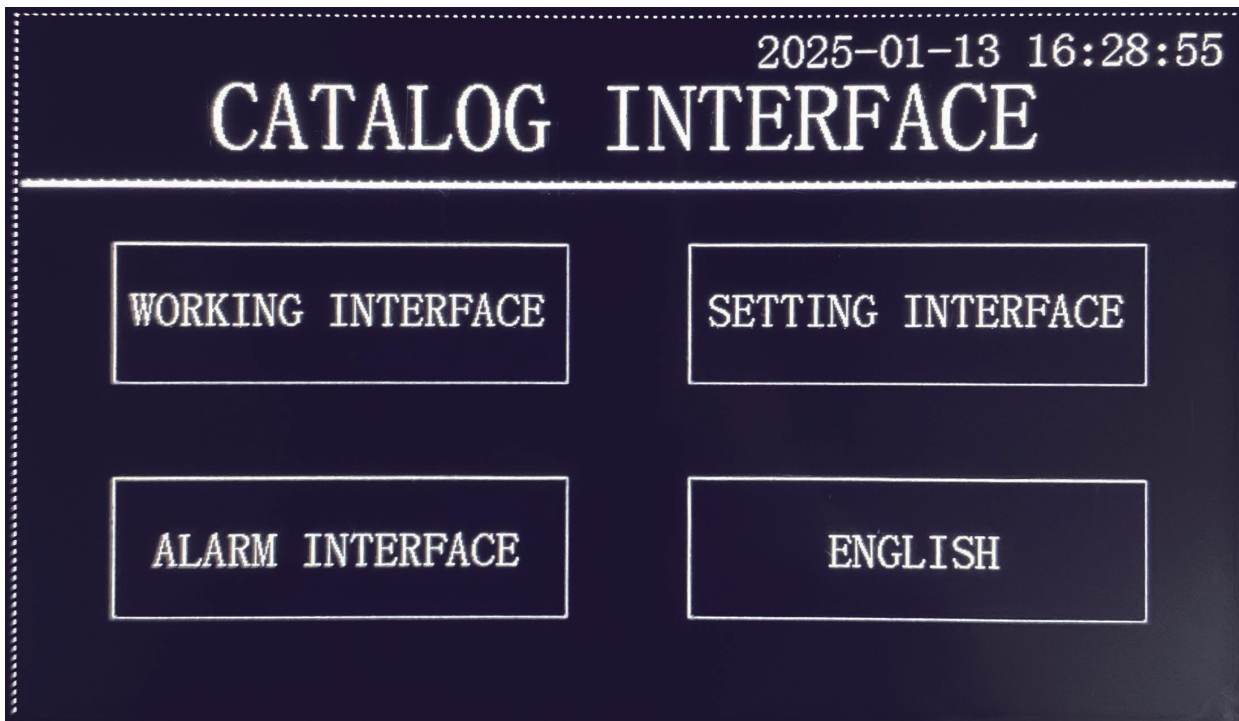 2025-01-13 16:28:55
CATALOG INTERFACE
WORKING INTERFACE
SETTING INTERFACE
ALARM INTERFACE
ENGLISH